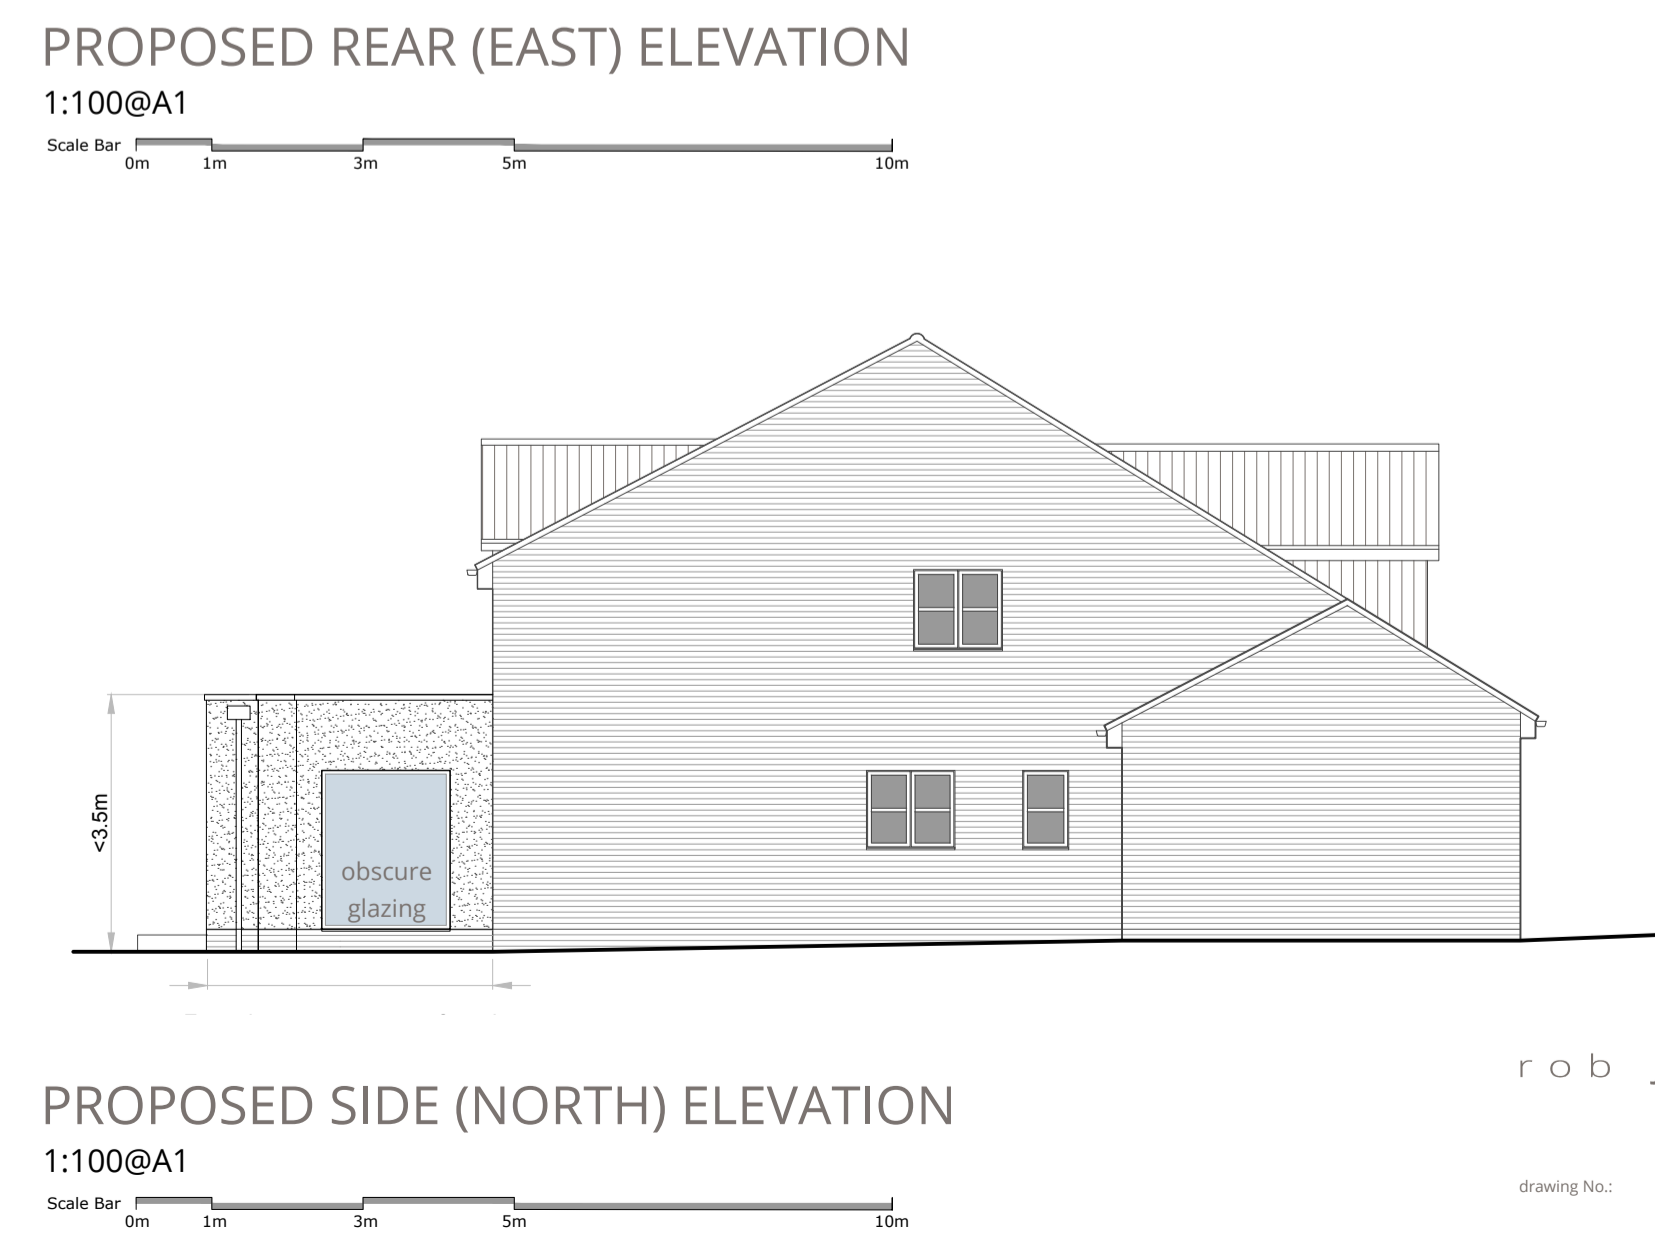 PROPOSED REAR (EAST) ELEVATION
1:100@A1
Scale Bar
0m 1m 3m 5m 10m
<3.5m
obscure
glazing
rob
PROPOSED SIDE (NORTH) ELEVATION
1:100@A1
Scale Bar
0m 1m 3m 5m 10m
drawing No.: